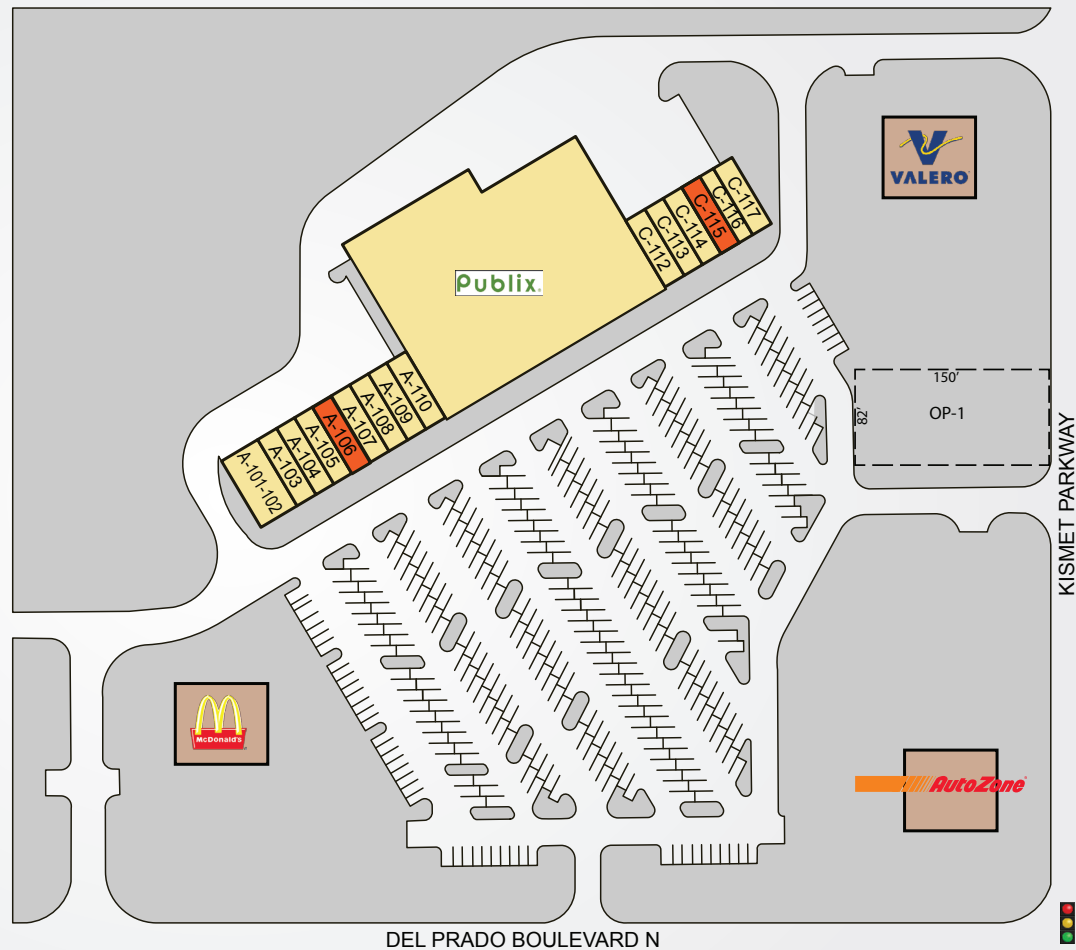 VALERO
C-117
C-116
C-115
C-114
C-113
C-112
Publix.
A-110
A-109
A-108
A-107
A-106
A-105
A-104
A-103
A-101-102
150'
82'
OP-1
KISMET PARKWAY
McDonald's
AutoZone
DEL PRADO BOULEVARD N